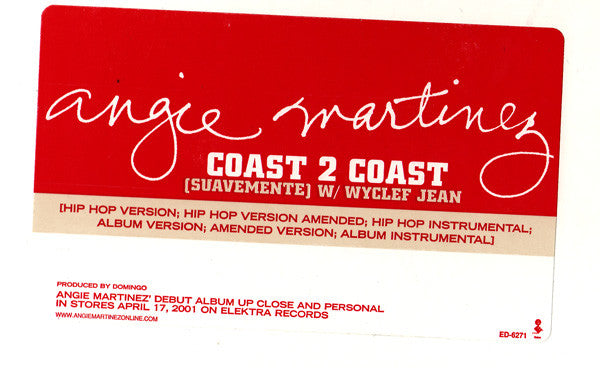 angie martinez
COAST 2 COAST
(SUAVEMENTE) W/ WYCLEF JEAN
[HIP HOP VERSION; HIP HOP VERSION AMENDED; HIP HOP INSTRUMENTAL;
ALBUM VERSION; AMENDED VERSION; ALBUM INSTRUMENTAL]
PRODUCED BY DOMINGO
ANGIE MARTINEZ' DEBUT ALBUM UP CLOSE AND PERSONAL
IN STORES APRIL 17, 2001 ON ELEKTRA RECORDS
WWW.ANGIEMARTINEZONLINE.COM
ED-6271